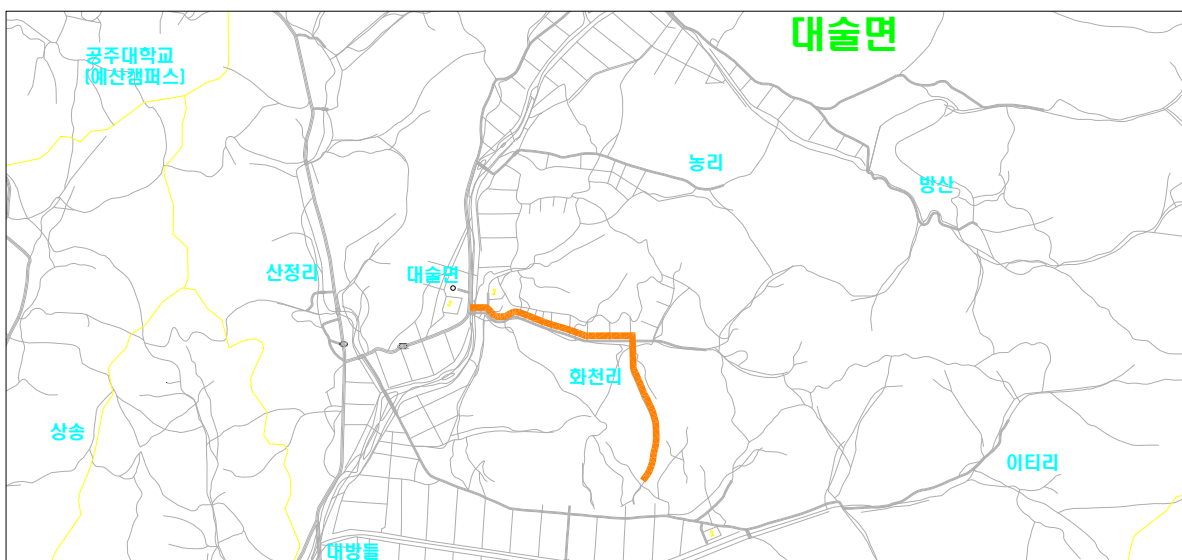 대술면
공주대학교
(예산캠퍼스)
농리
방산
산정리
대술면
화천리
상송
이티리
대방들